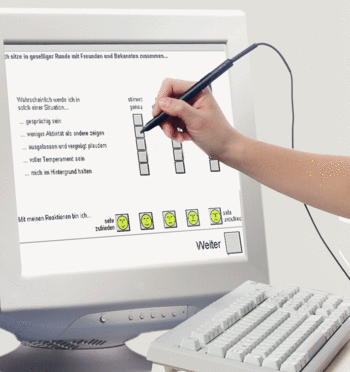 ch sitze in geselliger Runde mit Freunden und Bekannten zusammen...
Wahrscheinlich werde ich in
solch einer Situation...
stimmt
genau
... gesprächig sein
... weniger Aktivität als andere zeigen
... ausgelassen und vergnügt plaudern
... voller Temperament sein
... mich im Hintergrund halten
Mit meinen Reaktionen bin ich...
sehr
zufrieden
sehr
Weiter